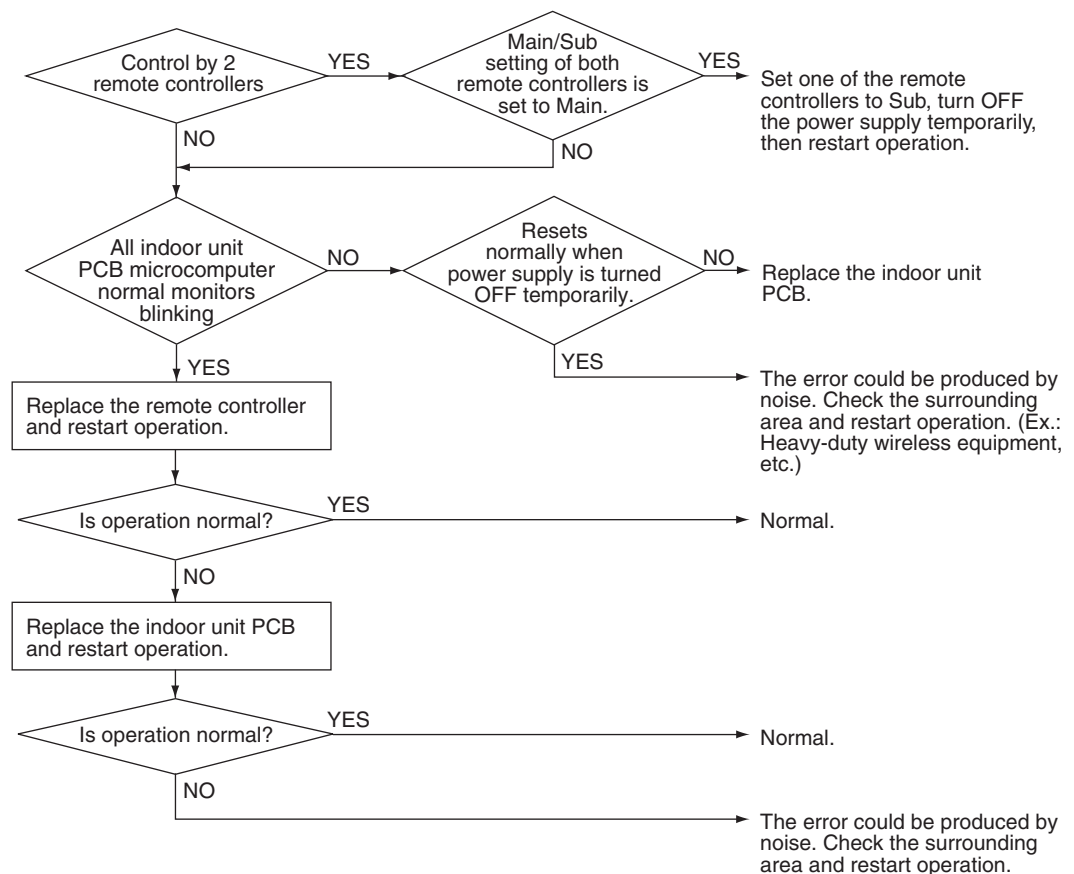 Control by 2
remote controllers
YES
Main/Sub
setting of both
remote controllers is
set to Main.
YES
Set one of the remote
controllers to Sub, turn OFF
the power supply temporarily,
then restart operation.
NO
NO
All indoor unit
PCB microcomputer
normal monitors
blinking
NO
Resets
normally when
power supply is turned
OFF temporarily.
NO
Replace the indoor unit
PCB.
YES
YES
The error could be produced by
noise. Check the surrounding
area and restart operation. (Ex.:
Heavy-duty wireless equipment,
etc.)
Replace the remote controller
and restart operation.
Is operation normal?
YES
Normal.
NO
Replace the indoor unit PCB
and restart operation.
Is operation normal?
YES
Normal.
NO
The error could be produced by
noise. Check the surrounding
area and restart operation.